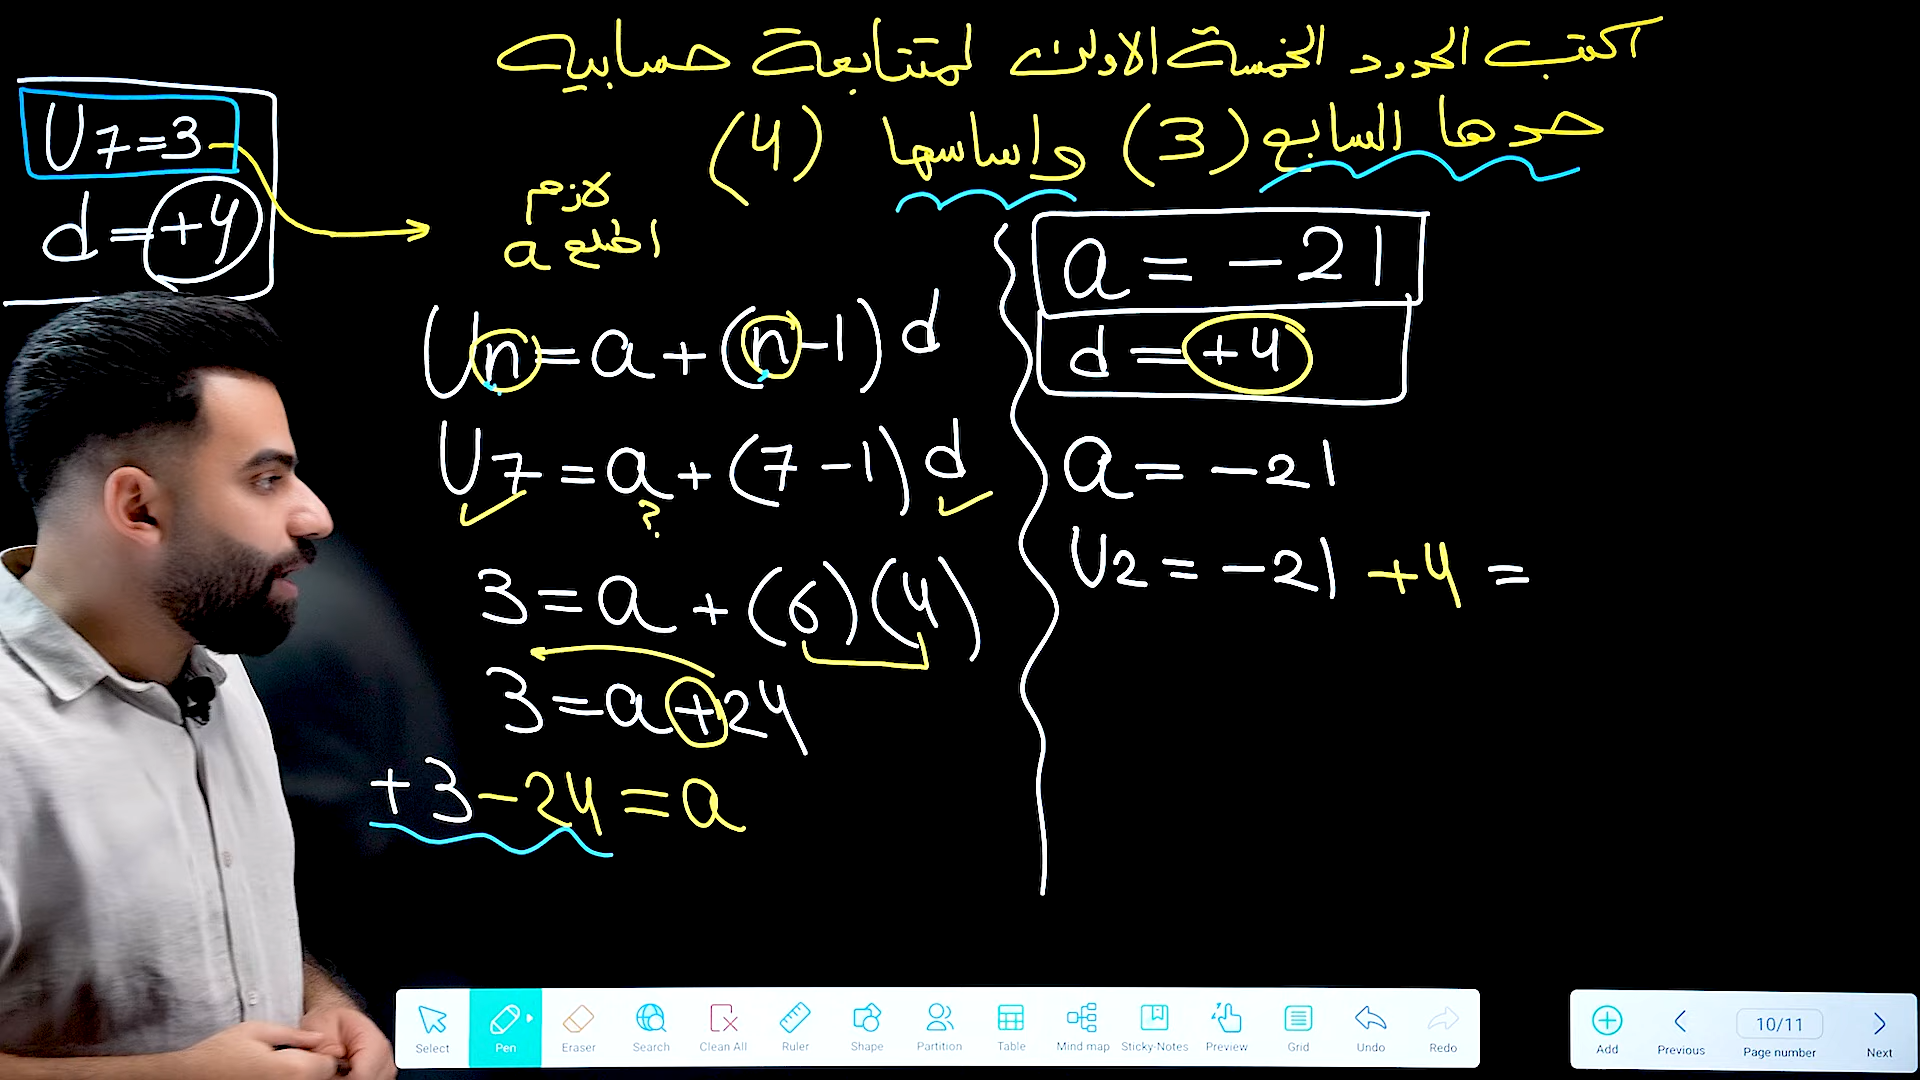 اكتب الحدود الخمسة الاولى لمتتابعة حسابيه
حدها السابع (3) واساسها (4)
U7=3
d=+4
لازم
اطلع a
Un=a+(n-1)d
U7=a+(7-1)d
?
3=a+(6)(4)
3=a+24
+3-24=a
a=-21
d=+4
a=-21
U2=-21+4=
Select
Pen
Eraser
Search
Clean All
Ruler
Shape
Partition
Table
Mind map
Sticky-Notes
Preview
Grid
Undo
Redo
Add
Previous
10/11
Page number
Next